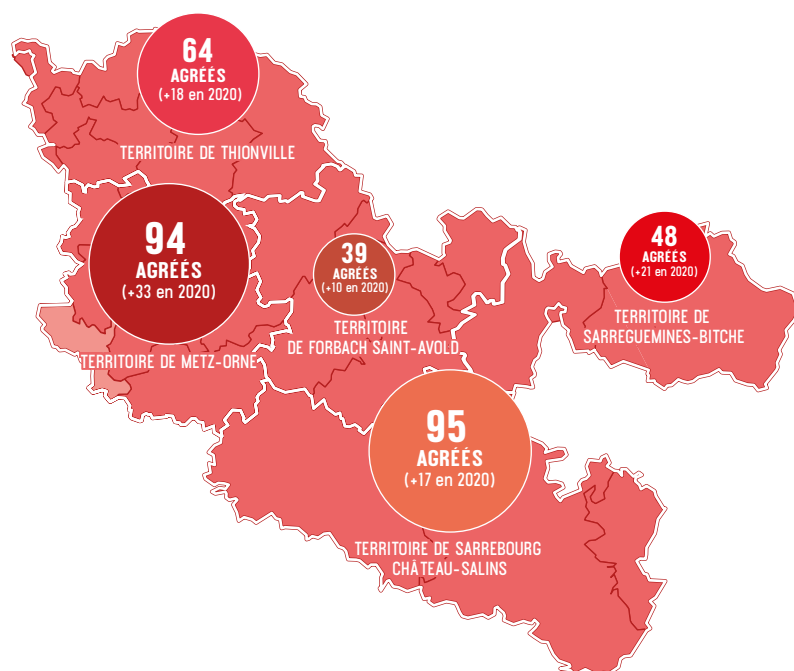 64
AGRÉÉS
(+18 en 2020)
TERRITOIRE DE THIONVILLE
94
AGRÉÉS
(+33 en 2020)
TERRITOIRE DE METZ-ORNE
39
AGRÉÉS
(+10 en 2020)
TERRITOIRE
DE FORBACH SAINT-AVOLD
48
AGRÉÉS
(+21 en 2020)
TERRITOIRE DE
SARREGUEMINES-BITCHE
95
AGRÉÉS
(+17 en 2020)
TERRITOIRE DE SARREBOURG
CHÂTEAU-SALINS